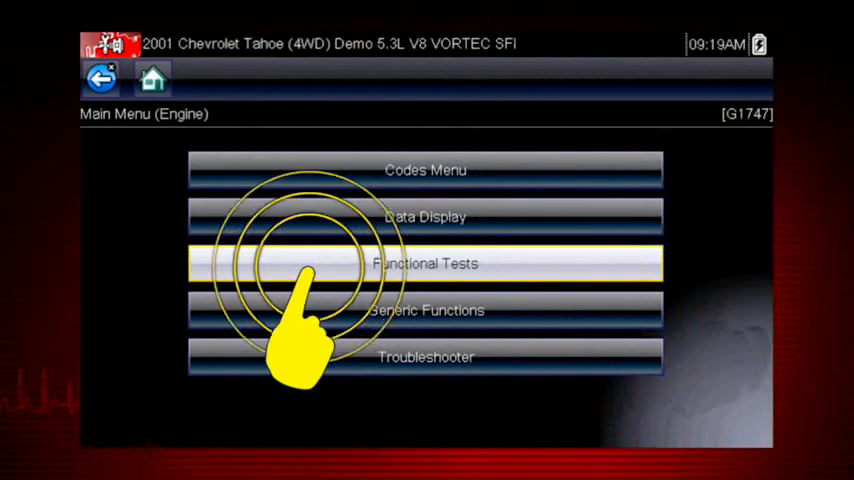 2001 Chevrolet Tahoe (4WD) Demo 5.3L V8 VORTEC SFI
09:19AM
Main Menu (Engine)
[G1747]
Codes Menu
Data Display
Functional Tests
Generic Functions
Troubleshooter